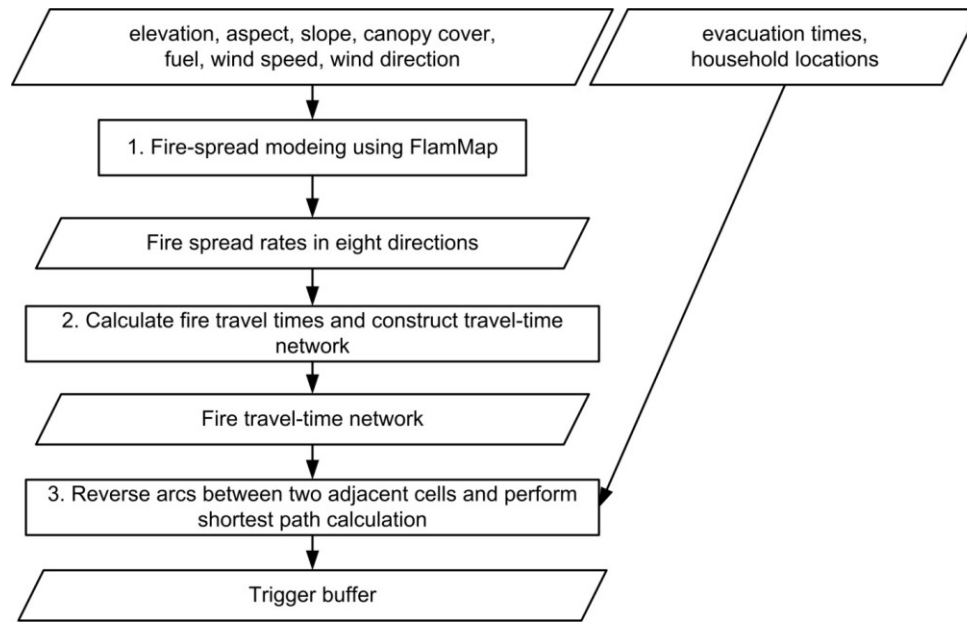 elevation, aspect, slope, canopy cover,
fuel, wind speed, wind direction
evacuation times,
household locations
1. Fire-spread modeing using FlamMap
Fire spread rates in eight directions
2. Calculate fire travel times and construct travel-time
network
Fire travel-time network
3. Reverse arcs between two adjacent cells and perform
shortest path calculation
Trigger buffer